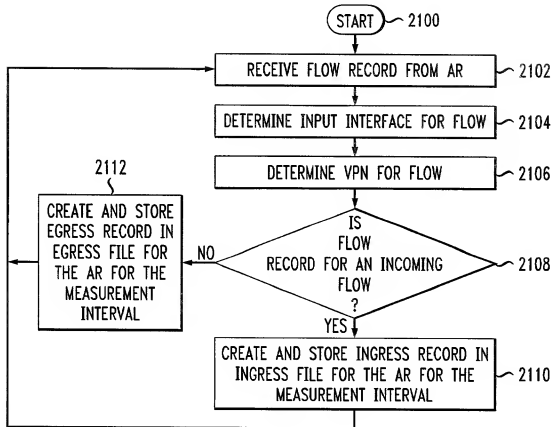 START
2100
RECEIVE FLOW RECORD FROM AR
2102
DETERMINE INPUT INTERFACE FOR FLOW
2104
DETERMINE VPN FOR FLOW
2106
IS
FLOW
RECORD FOR AN INCOMING
FLOW
?
2108
NO
2112
CREATE AND STORE
EGRESS RECORD IN
EGRESS FILE FOR
THE AR FOR THE
MEASUREMENT
INTERVAL
YES
CREATE AND STORE INGRESS RECORD IN
INGRESS FILE FOR THE AR FOR THE
MEASUREMENT INTERVAL
2110